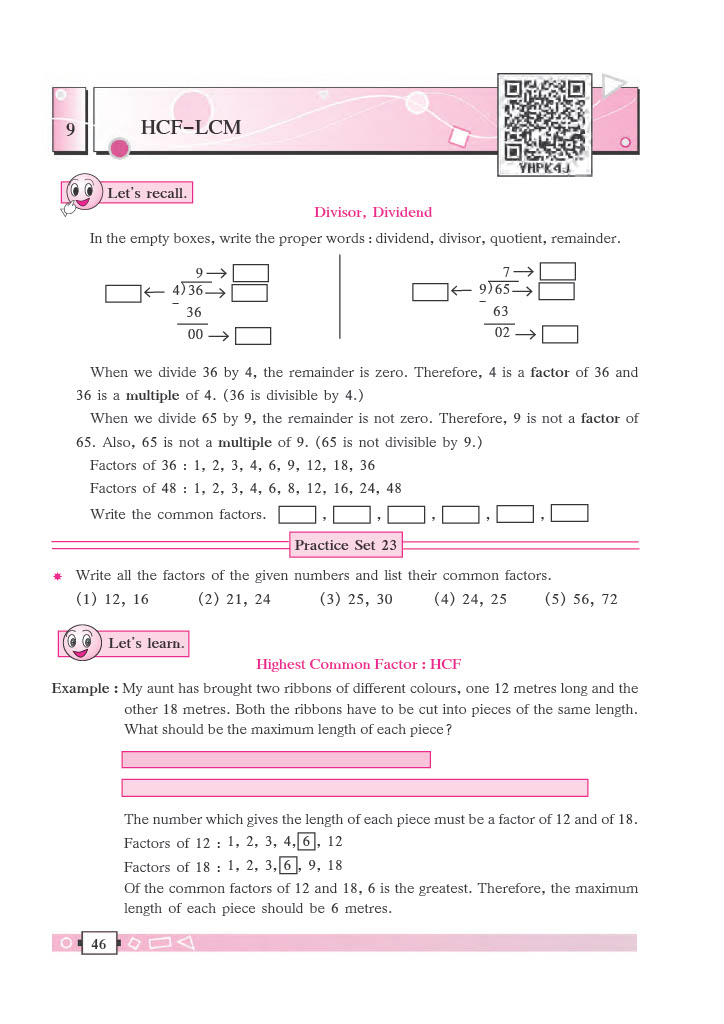 9
HCF–LCM
YHPK4J
Let's recall.
Divisor, Dividend
In the empty boxes, write the proper words : dividend, divisor, quotient, remainder.
9
4)36
–
36
00
7
9)65
–
63
02
When we divide 36 by 4, the remainder is zero. Therefore, 4 is a factor of 36 and
36 is a multiple of 4. (36 is divisible by 4.)
When we divide 65 by 9, the remainder is not zero. Therefore, 9 is not a factor of
65. Also, 65 is not a multiple of 9. (65 is not divisible by 9.)
Factors of 36 : 1, 2, 3, 4, 6, 9, 12, 18, 36
Factors of 48 : 1, 2, 3, 4, 6, 8, 12, 16, 24, 48
Write the common factors. , , , , ,
Practice Set 23
Write all the factors of the given numbers and list their common factors.
(1) 12, 16 (2) 21, 24 (3) 25, 30 (4) 24, 25 (5) 56, 72
Let's learn.
Highest Common Factor : HCF
Example : My aunt has brought two ribbons of different colours, one 12 metres long and the
other 18 metres. Both the ribbons have to be cut into pieces of the same length.
What should be the maximum length of each piece?
The number which gives the length of each piece must be a factor of 12 and of 18.
Factors of 12 : 1, 2, 3, 4, 6 , 12
Factors of 18 : 1, 2, 3, 6 , 9, 18
Of the common factors of 12 and 18, 6 is the greatest. Therefore, the maximum
length of each piece should be 6 metres.
46